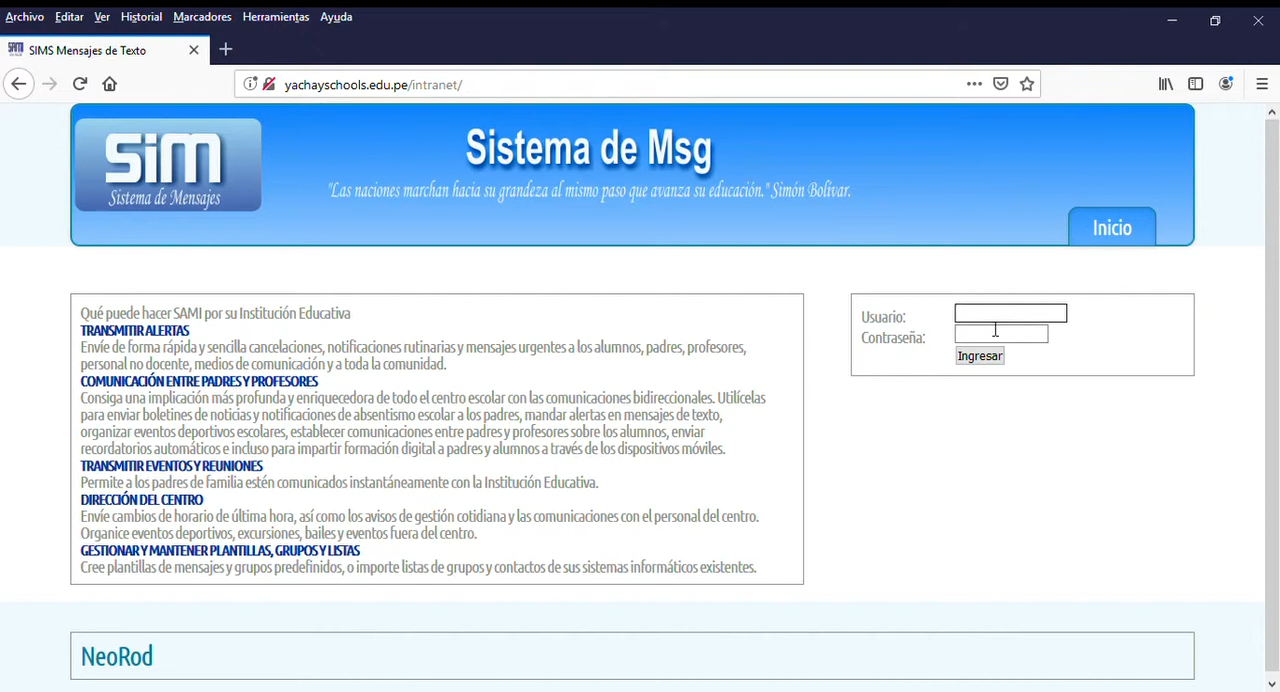 Archivo Editar Ver Historial Marcadores Herramientas Ayuda
SAMI SIMS Mensajes de Texto
yachayschools.edu.pe/intranet/
SiM
Sistema de Mensajes
Sistema de Msg
"Las naciones marchan hacia su grandeza al mismo paso que avanza su educación." Simón Bolívar.
Inicio
Qué puede hacer SAMI por su Institución Educativa
TRANSMITIR ALERTAS
Envíe de forma rápida y sencilla cancelaciones, notificaciones rutinarias y mensajes urgentes a los alumnos, padres, profesores,
personal no docente, medios de comunicación y a toda la comunidad.
COMUNICACIÓN ENTRE PADRES Y PROFESORES
Consiga una implicación más profunda y enriquecedora de todo el centro escolar con las comunicaciones bidireccionales. Utilícelas
para enviar boletines de noticias y notificaciones de absentismo escolar a los padres, mandar alertas en mensajes de texto,
organizar eventos deportivos escolares, establecer comunicaciones entre padres y profesores sobre los alumnos, enviar
recordatorios automáticos e incluso para impartir formación digital a padres y alumnos a través de los dispositivos móviles.
TRANSMITIR EVENTOS Y REUNIONES
Permite a los padres de familia estén comunicados instantáneamente con la Institución Educativa.
DIRECCIÓN DEL CENTRO
Envíe cambios de horario de última hora, así como los avisos de gestión cotidiana y las comunicaciones con el personal del centro.
Organice eventos deportivos, excursiones, bailes y eventos fuera del centro.
GESTIONAR Y MANTENER PLANTILLAS, GRUPOS Y LISTAS
Cree plantillas de mensajes y grupos predefinidos, o importe listas de grupos y contactos de sus sistemas informáticos existentes.
Usuario:
Contraseña:
Ingresar
NeoRod